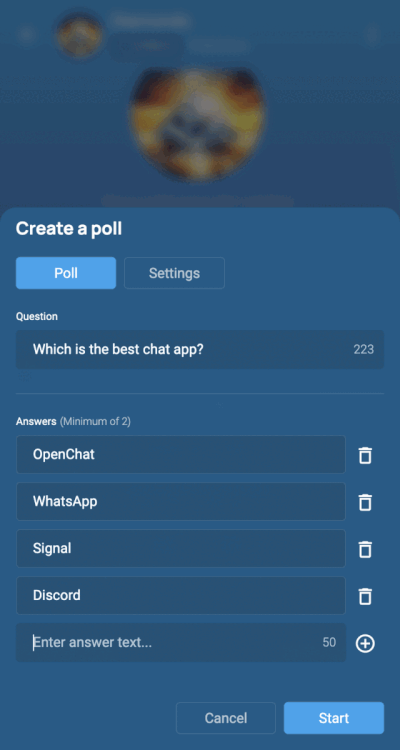 Create a poll
Poll
Settings
Question
Which is the best chat app?
223
Answers (Minimum of 2)
OpenChat
WhatsApp
Signal
Discord
Enter answer text...
50
Cancel
Start